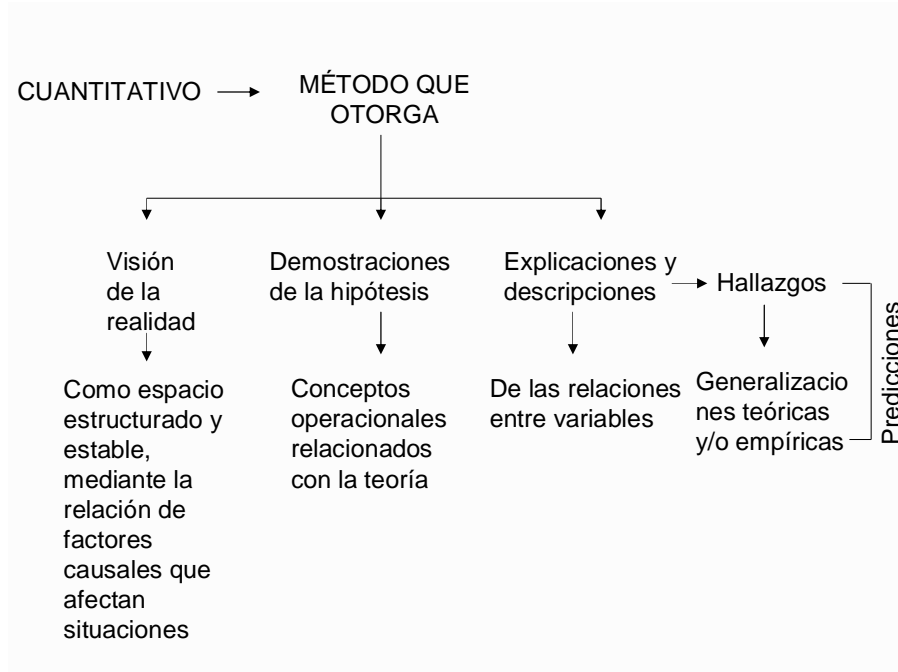 CUANTITATIVO
MÉTODO QUE
OTORGA
Visión
de la
realidad
Demostraciones
de la hipótesis
Explicaciones y
descripciones
Hallazgos
Como espacio
estructurado y
estable,
mediante la
relación de
factores
causales que
afectan
situaciones
Conceptos
operacionales
relacionados
con la teoría
De las relaciones
entre variables
Generalizacio
nes teóricas
y/o empíricas
Predicciones